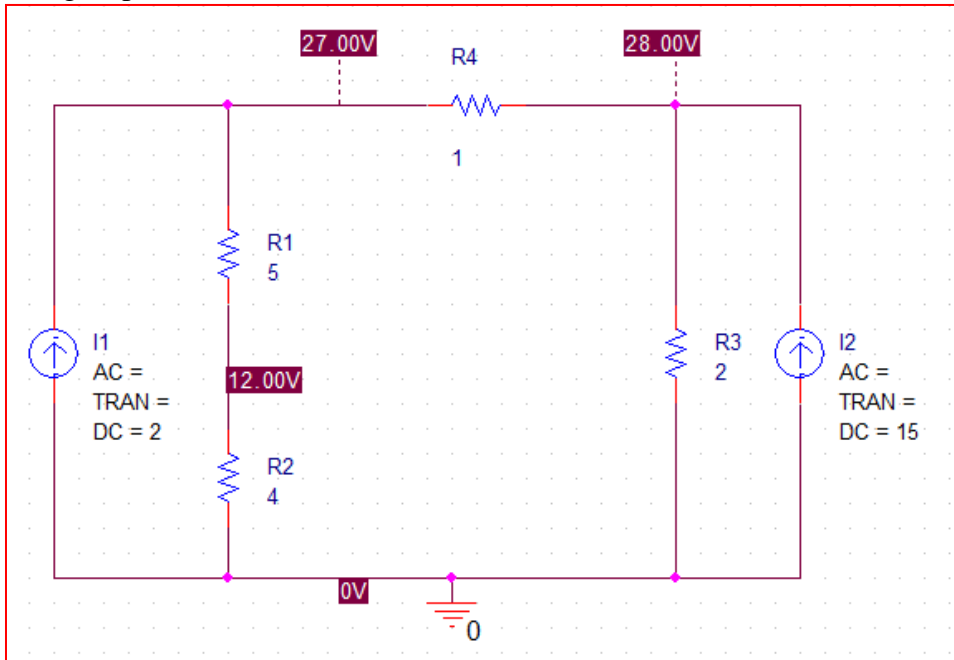 27.00V
28.00V
R4
1
R1
5
I1
AC =
TRAN =
DC = 2
12.00V
R3
2
I2
AC =
TRAN =
DC = 15
R2
4
0V
0